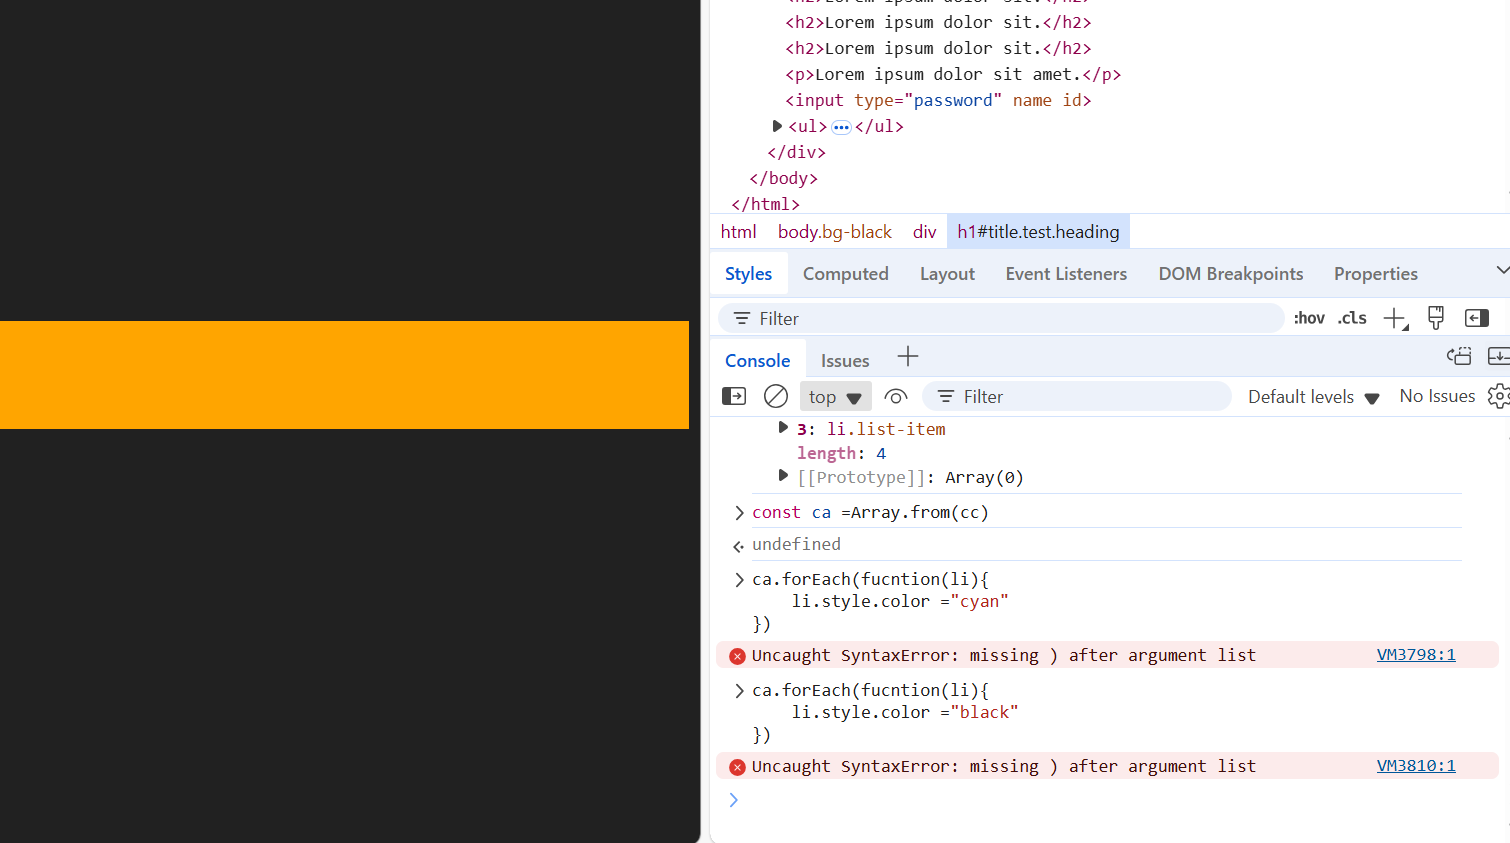 <h2>Lorem ipsum dolor sit.</h2>
<h2>Lorem ipsum dolor sit.</h2>
<p>Lorem ipsum dolor sit amet.</p>
<input type="password" name id>
<ul> … </ul>
</div>
</body>
</html>
html body.bg-black div h1#title.test.heading
Styles Computed Layout Event Listeners DOM Breakpoints Properties
Filter :hov .cls
Console Issues
top Filter Default levels No Issues
3: li.list-item
length: 4
[[Prototype]]: Array(0)
const ca =Array.from(cc)
undefined
ca.forEach(fucntion(li){
li.style.color ="cyan"
})
Uncaught SyntaxError: missing ) after argument list VM3798:1
ca.forEach(fucntion(li){
li.style.color ="black"
})
Uncaught SyntaxError: missing ) after argument list VM3810:1